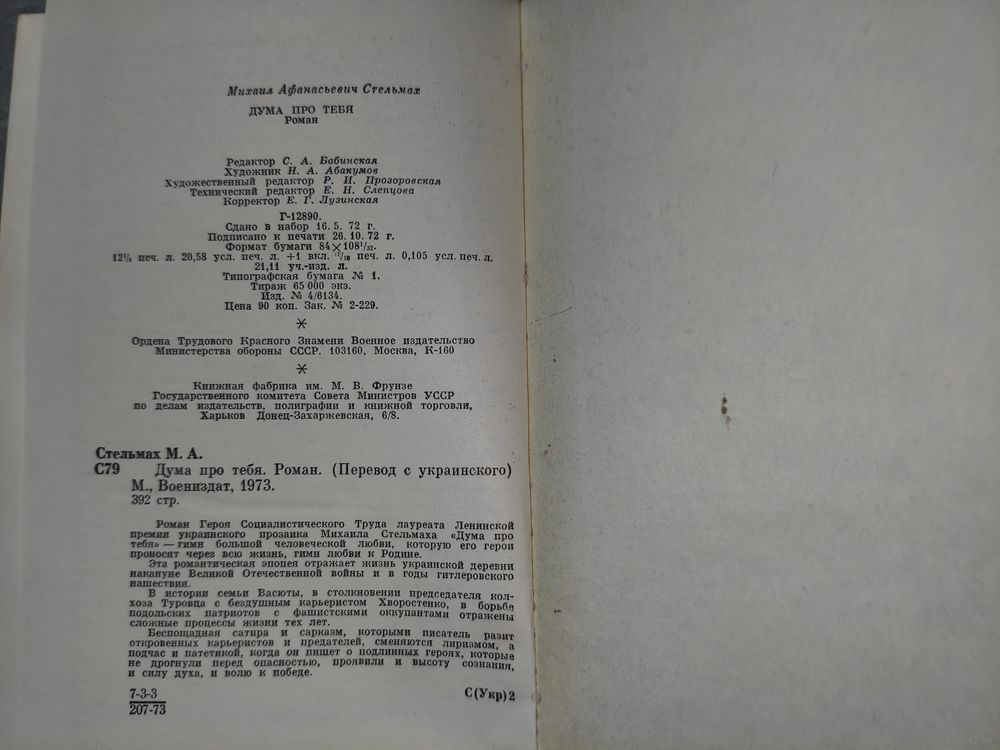 Михаил Афанасьевич Стельмах
ДУМА ПРО ТЕБЯ
Роман
Редактор С. А. Бабинская
Художник Н. А. Абакумов
Художественный редактор Р. И. Прозоровская
Технический редактор Е. Н. Слепцова
Корректор Е. Г. Лузинская
Г-12890.
Сдано в набор 16. 5. 72 г.
Подписано к печати 26. 10. 72 г.
Формат бумаги 84×108¹/₃₂.
12¼ печ. л. 20,58 усл. печ. л. +1 вкл. ¹/₁₆ печ. л. 0,105 усл. печ. л.
21,11 уч.-изд. л.
Типографская бумага № 1.
Тираж 65 000 экз.
Изд. № 4/6134.
Цена 90 коп. Зак. № 2-229.
Ордена Трудового Красного Знамени Военное издательство
Министерства обороны СССР. 103160, Москва, К-160
Книжная фабрика им. М. В. Фрунзе
Государственного комитета Совета Министров УССР
по делам издательств, полиграфии и книжной торговли,
Харьков Донец-Захаржевская, 6/8.
Стельмах М. А.
С79 Дума про тебя. Роман. (Перевод с украинского)
М., Воениздат, 1973.
392 стр.
Роман Героя Социалистического Труда лауреата Ленинской
премии украинского прозаика Михаила Стельмаха «Дума про
тебя» — гимн большой человеческой любви, которую его герои
проносят через всю жизнь, гимн любви к Родине.
Эта романтическая эпопея отражает жизнь украинской деревни
накануне Великой Отечественной войны и в годы гитлеровского
нашествия.
В истории семьи Васюты, в столкновении председателя кол-
хоза Туровца с бездушным карьеристом Хворостенко, в борьбе
подольских патриотов с фашистскими оккупантами отражены
сложные процессы жизни тех лет.
Беспощадная сатира и сарказм, которыми писатель разит
откровенных карьеристов и предателей, сменяются лиризмом, а
подчас и патетикой, когда он пишет о подлинных героях, которые
не дрогнули перед опасностью, проявили и высоту сознания,
и силу духа, и волю к победе.
7-3-3
207-73
С(Укр)2